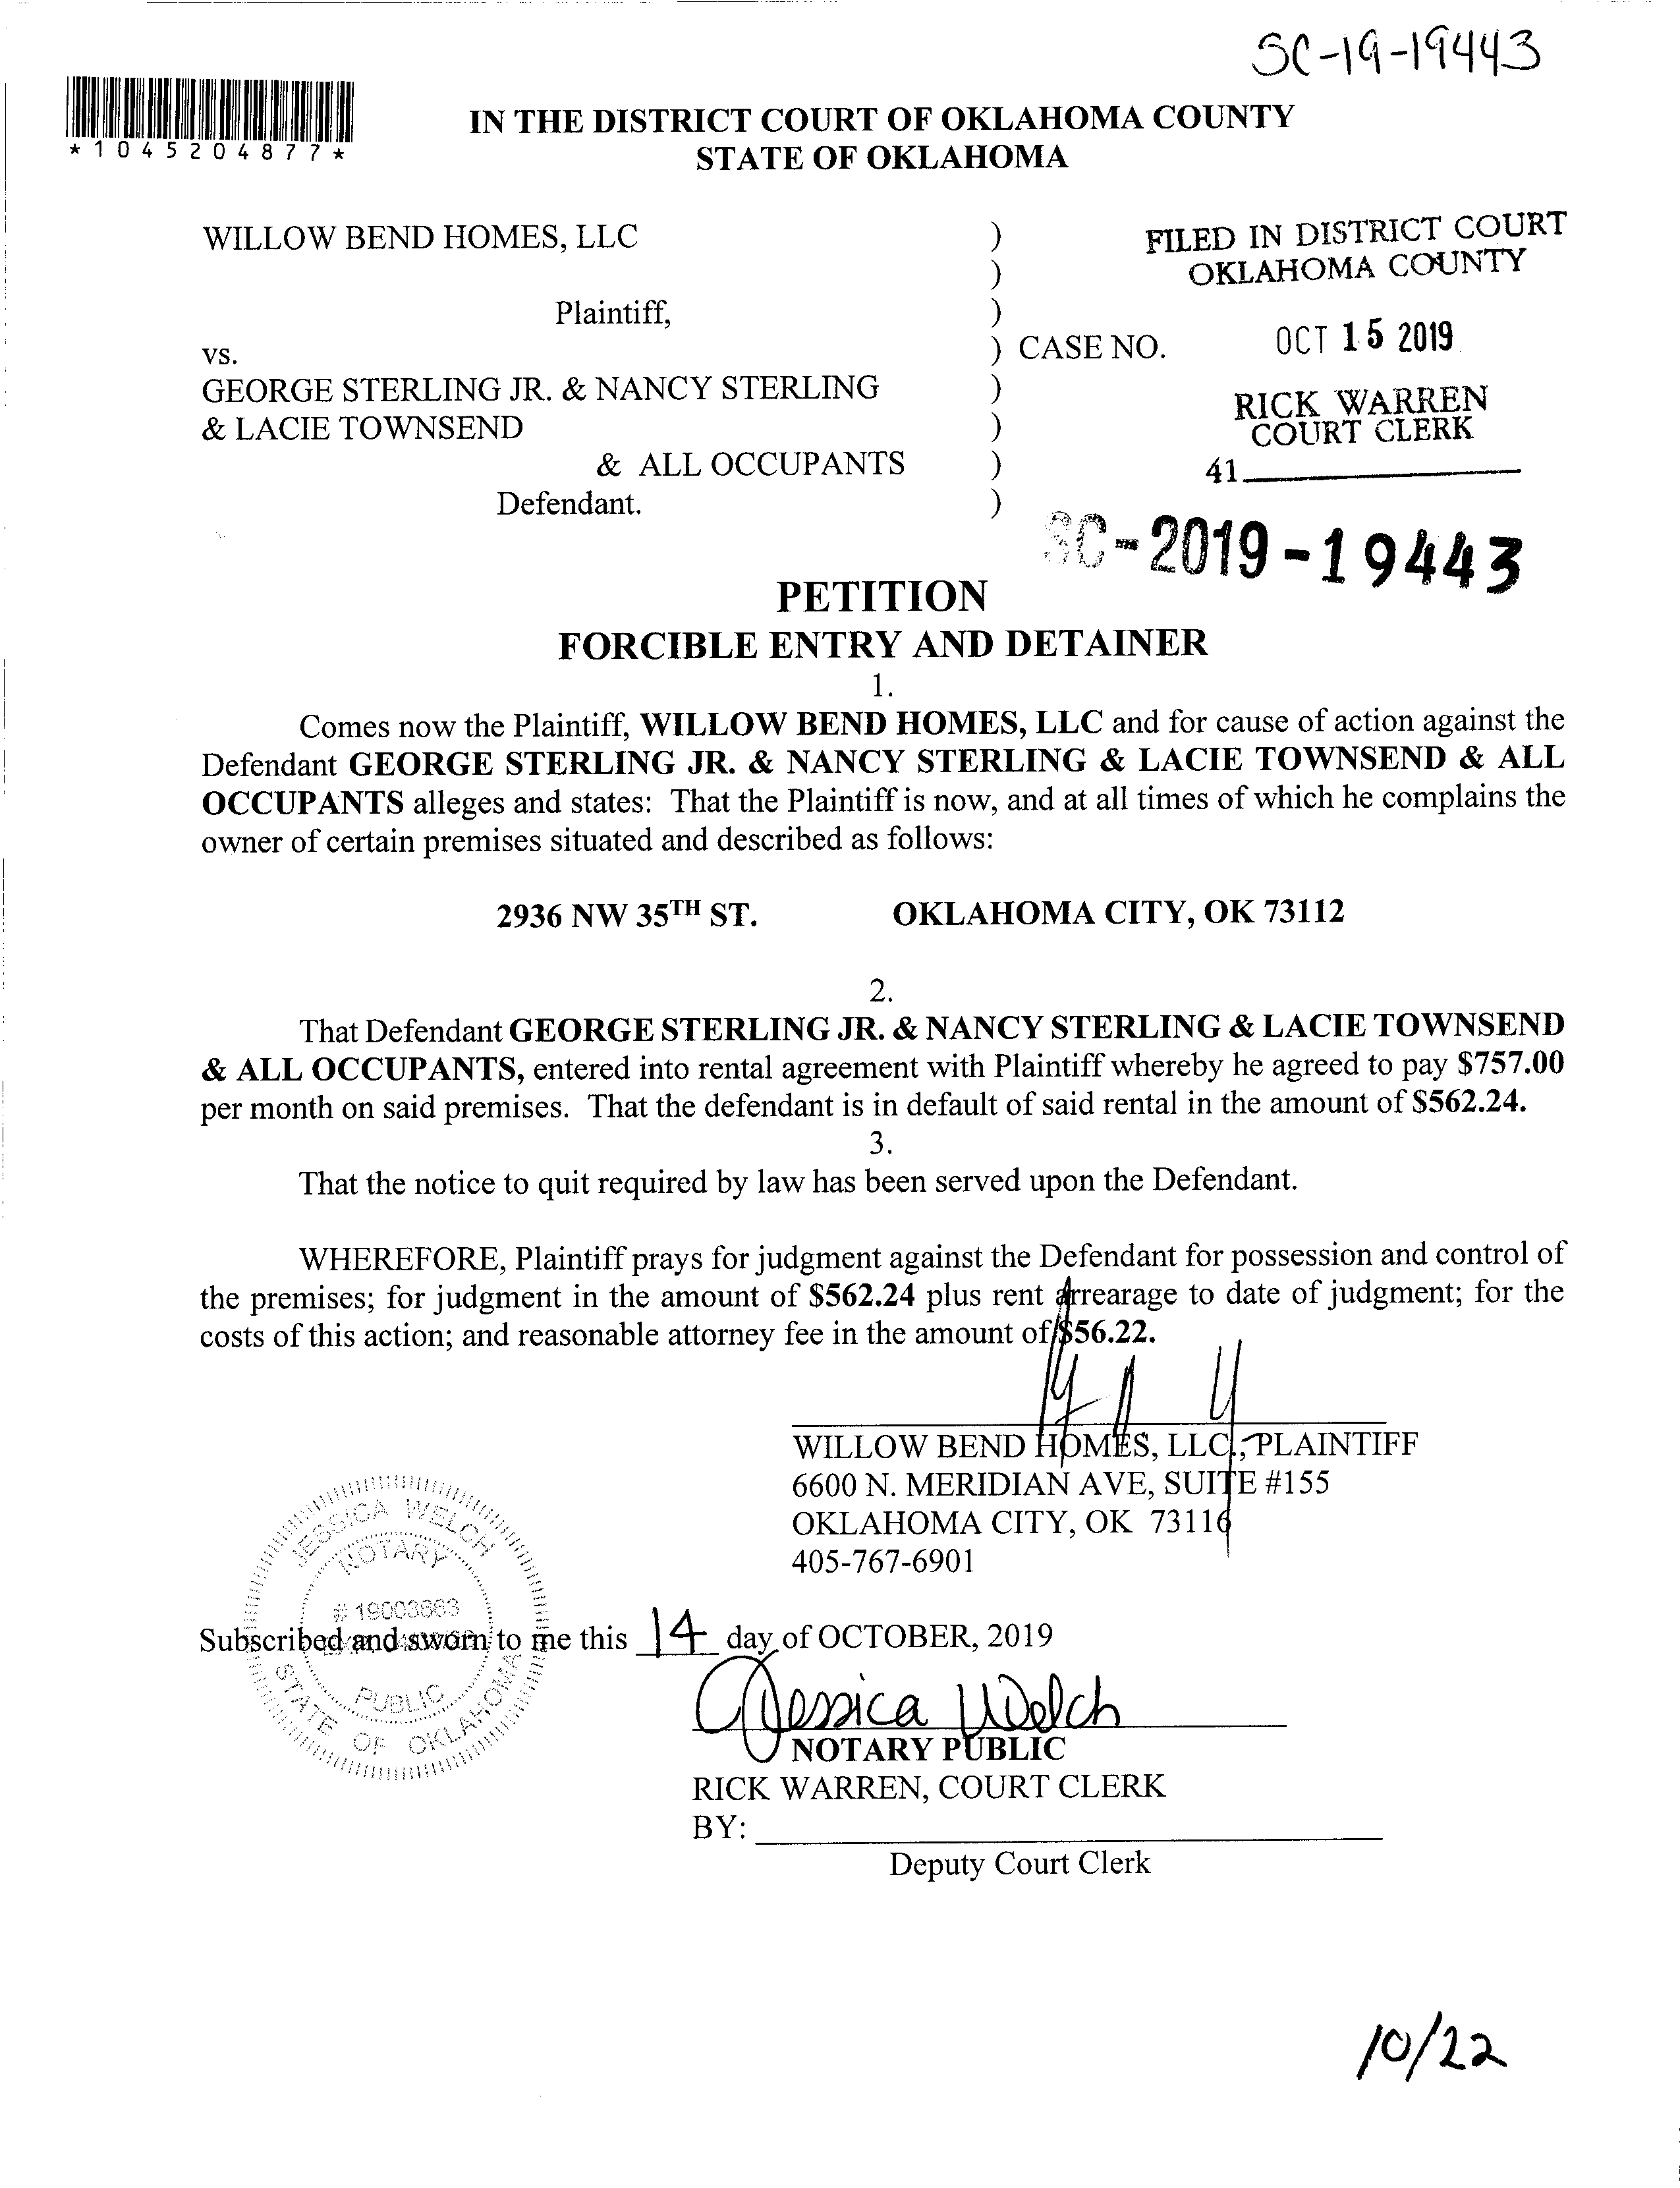 SC-19-19443
*1045204877*
IN THE DISTRICT COURT OF OKLAHOMA COUNTY
STATE OF OKLAHOMA
WILLOW BEND HOMES, LLC )
)
Plaintiff, )
vs. ) CASE NO.
GEORGE STERLING JR. & NANCY STERLING )
& LACIE TOWNSEND )
& ALL OCCUPANTS )
Defendant. )
FILED IN DISTRICT COURT
OKLAHOMA COUNTY
OCT 15 2019
RICK WARREN
COURT CLERK
41
SC-2019-19443
PETITION
FORCIBLE ENTRY AND DETAINER
1.
Comes now the Plaintiff, WILLOW BEND HOMES, LLC and for cause of action against the
Defendant GEORGE STERLING JR. & NANCY STERLING & LACIE TOWNSEND & ALL
OCCUPANTS alleges and states: That the Plaintiff is now, and at all times of which he complains the
owner of certain premises situated and described as follows:
2936 NW 35TH ST. OKLAHOMA CITY, OK 73112
2.
That Defendant GEORGE STERLING JR. & NANCY STERLING & LACIE TOWNSEND
& ALL OCCUPANTS, entered into rental agreement with Plaintiff whereby he agreed to pay $757.00
per month on said premises. That the defendant is in default of said rental in the amount of $562.24.
3.
That the notice to quit required by law has been served upon the Defendant.
WHEREFORE, Plaintiff prays for judgment against the Defendant for possession and control of
the premises; for judgment in the amount of $562.24 plus rent arrearage to date of judgment; for the
costs of this action; and reasonable attorney fee in the amount of $56.22.
WILLOW BEND HOMES, LLC., PLAINTIFF
6600 N. MERIDIAN AVE, SUITE #155
OKLAHOMA CITY, OK 73116
405-767-6901
JESSICA WELCH
NOTARY
# 19003663
PUBLIC
STATE OF OKLAHOMA
Subscribed and sworn to me this 14 day of OCTOBER, 2019
Jessica Welch
NOTARY PUBLIC
RICK WARREN, COURT CLERK
BY:
Deputy Court Clerk
10/22